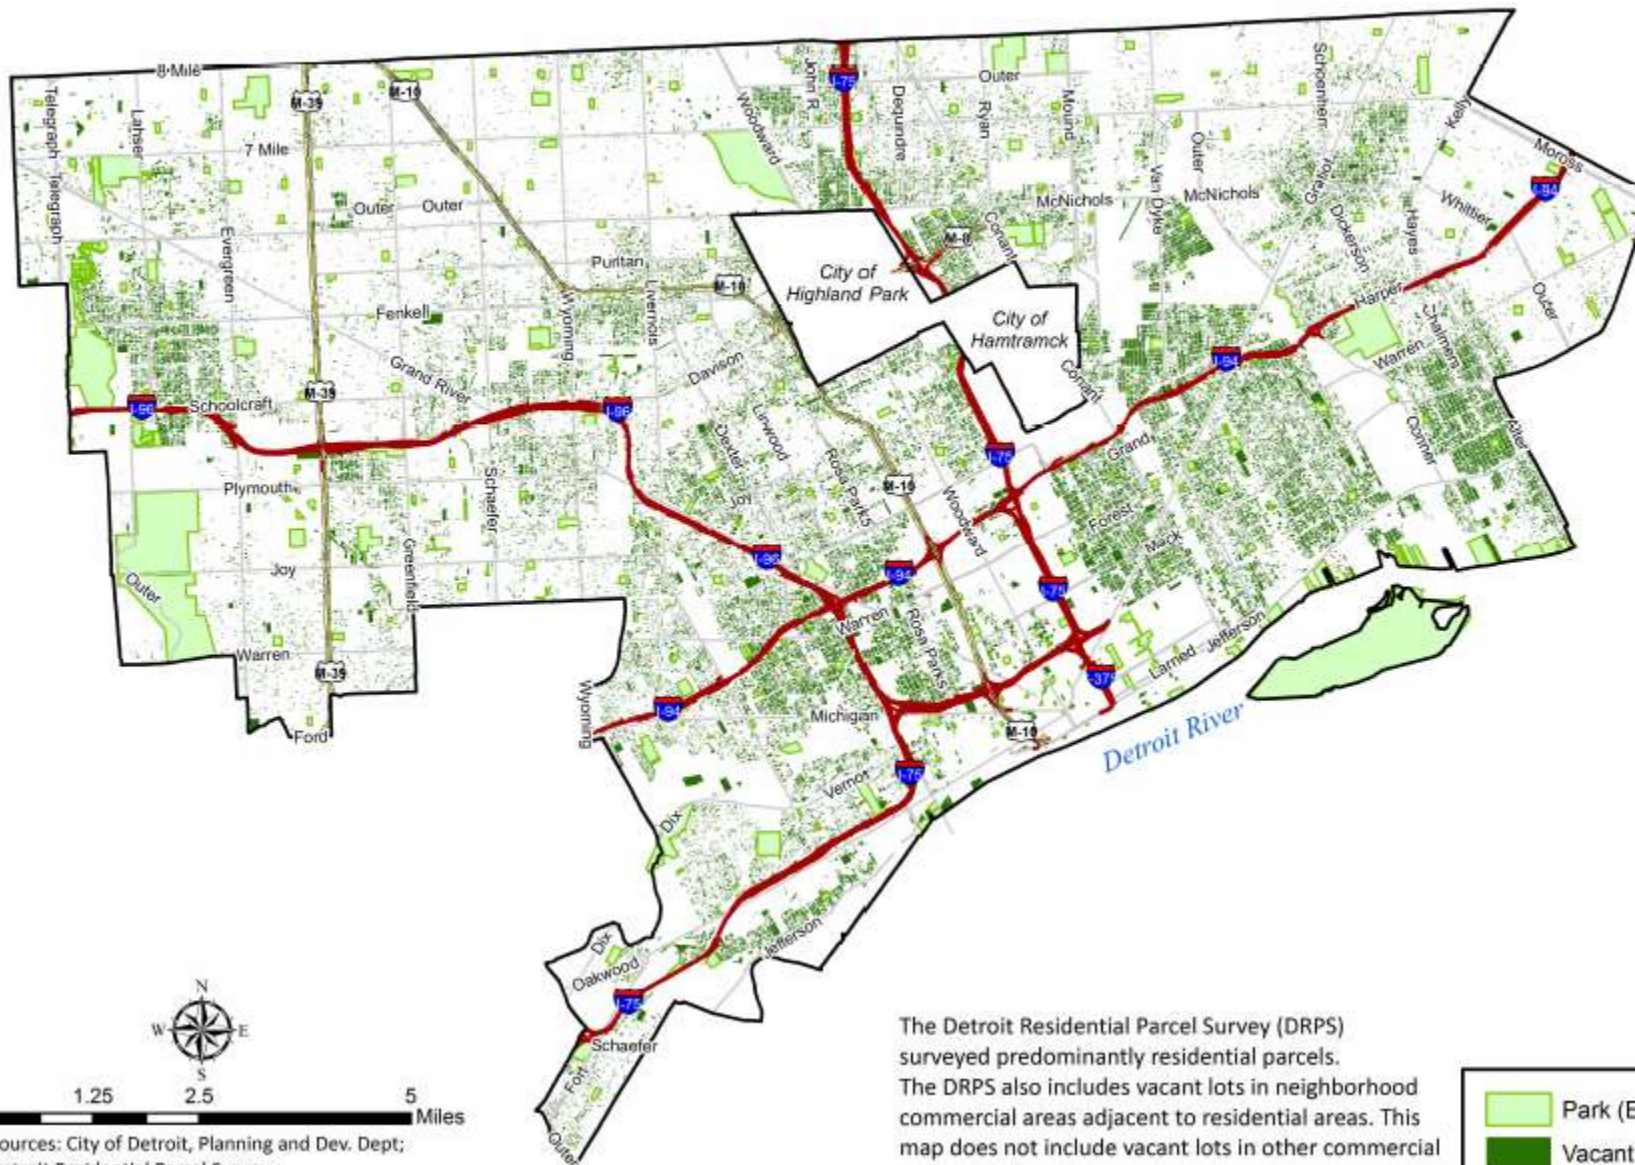 8 Mile
M-39
M-10
John R
I-75
Outer
Schoenherr
Telegraph
Lahser
Woodward
Dequindre
Ryan
Mound
Kelly
7 Mile
Van Dyke
Outer
Moross
Gratiot
I-94
Telegraph
Outer
Outer
McNichols
McNichols
Whittier
Conant
Dickerson
Hayes
Evergreen
M-8
Puritan
City of
Highland Park
M-10
Wyoming
Livernois
Fenkell
City of
Hamtramck
Harper
Outer
Chalmers
Grand River
Davison
Conant
I-94
Warren
M-39
I-96
Schoolcraft
I-96
Linwood
Dexter
Rosa Parks
I-75
Grand
Conner
Alter
Plymouth
Schaefer
Joy
M-10
Woodward
Forest
Mack
Joy
Greenfield
I-96
I-94
I-75
Outer
Warren
Rosa Parks
Warren
M-39
Larned
Jefferson
I-375
Wyoming
I-94
Michigan
M-10
Ford
Detroit River
Vernor
I-75
Dix
Jefferson
Dix
Oakwood
I-75
Schaefer
Fort
Outer
N
W E
S
1.25 2.5 5
Miles
ources: City of Detroit, Planning and Dev. Dept;
The Detroit Residential Parcel Survey (DRPS)
surveyed predominantly residential parcels.
The DRPS also includes vacant lots in neighborhood
commercial areas adjacent to residential areas. This
map does not include vacant lots in other commercial
Park (E
Vacant